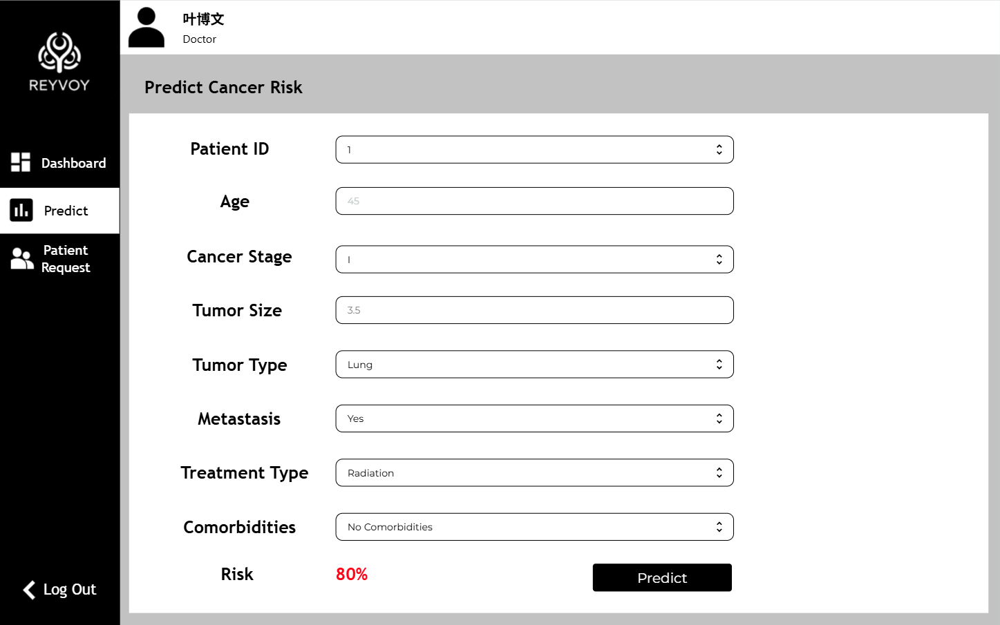 叶博文
Doctor
REYVOY
Predict Cancer Risk
Dashboard
Predict
Patient
Request
Log Out
Patient ID
1
Age
45
Cancer Stage
I
Tumor Size
3.5
Tumor Type
Lung
Metastasis
Yes
Treatment Type
Radiation
Comorbidities
No Comorbidities
Risk
80%
Predict